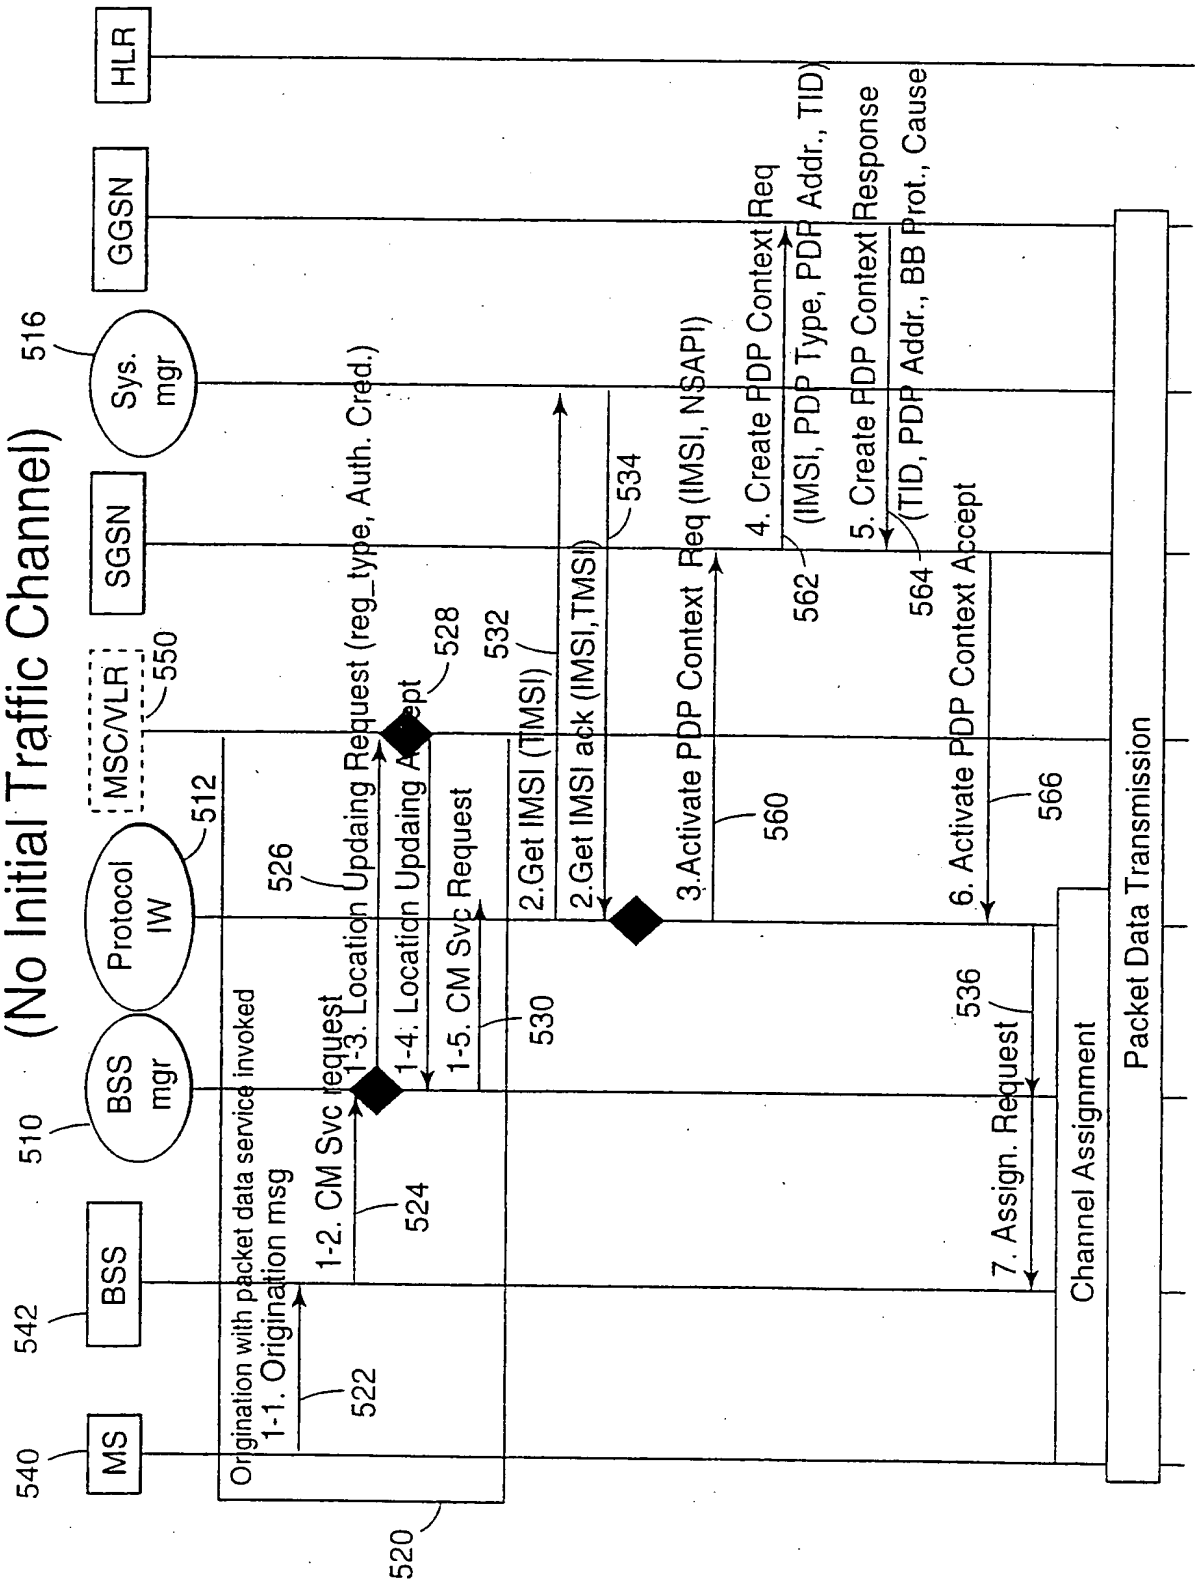 (No Initial Traffic Channel)
540
542
510
512
550
516
MS
BSS
BSS
mgr
Protocol
IW
MSC/VLR
SGSN
Sys.
mgr
GGSN
HLR
520
Origination with packet data service invoked
1-1. Origination msg
522
1-2. CM Svc request
524
526
1-3. Location Updaing Request (reg_type, Auth. Cred.)
1-4. Location Updaing A ept
528
1-5. CM Svc Request
530
532
2.Get IMSI (TMSI)
2.Get IMSI ack (IMSI,TMSI)
534
3.Activate PDP Context Req (IMSI, NSAPI)
560
4. Create PDP Context Req
(IMSI, PDP Type, PDP Addr., TID)
562
5. Create PDP Context Response
(TID, PDP Addr., BB Prot., Cause
564
6. Activate PDP Context Accept
566
536
7. Assign. Request
Channel Assignment
Packet Data Transmission